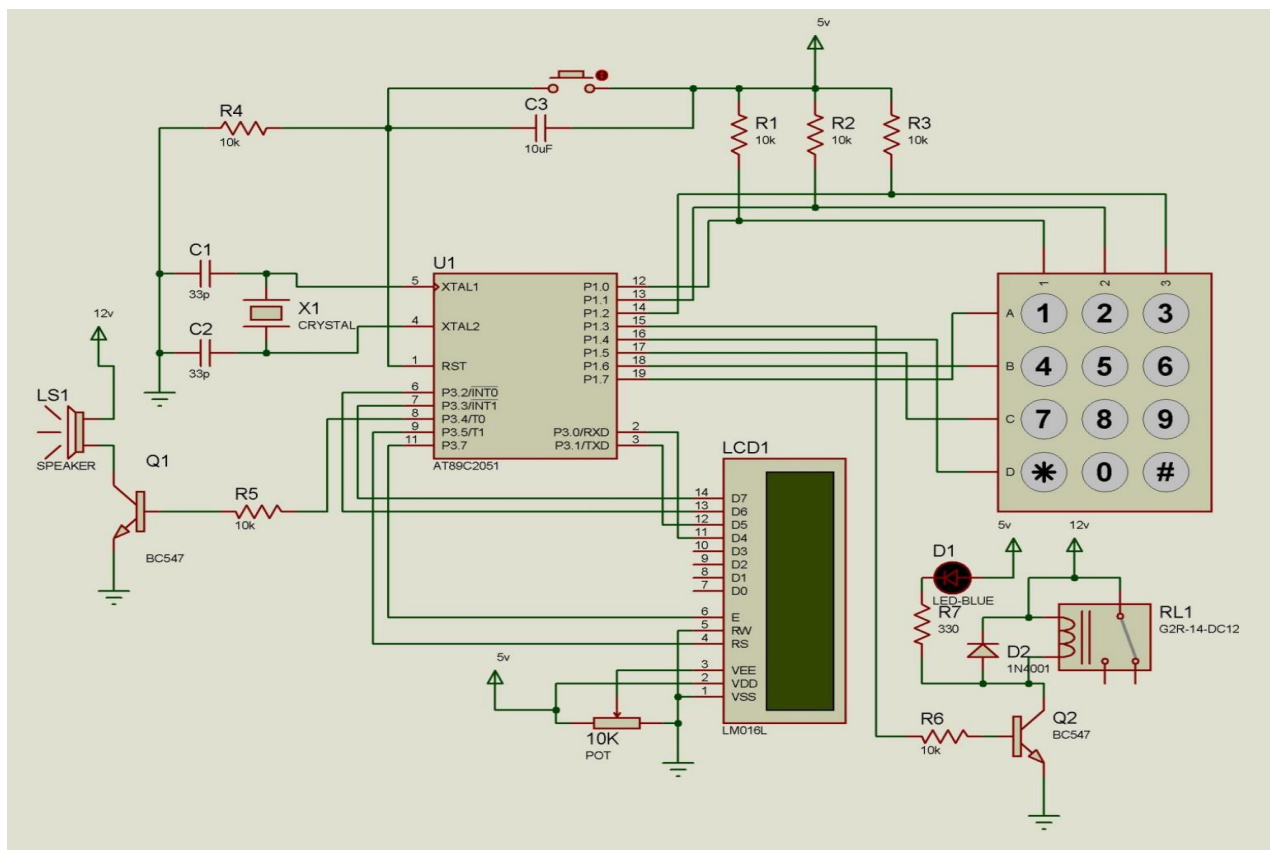 5v
R4
10k
C3
10uF
R1
10k
R2
10k
R3
10k
C1
33p
C2
33p
X1
CRYSTAL
12v
LS1
SPEAKER
Q1
BC547
R5
10k
U1
5 XTAL1
4 XTAL2
1 RST
6 P3.2/INT0
7 P3.3/INT1
8 P3.4/T0
9 P3.5/T1
11 P3.7
P1.0 12
P1.1 13
P1.2 14
P1.3 15
P1.4 16
P1.5 17
P1.6 18
P1.7 19
P3.0/RXD 2
P3.1/TXD 3
AT89C2051
1 2 3
A 1 2 3
B 4 5 6
C 7 8 9
D * 0 #
LCD1
14 D7
13 D6
12 D5
11 D4
10 D3
9 D2
8 D1
7 D0
6 E
5 RW
4 RS
3 VEE
2 VDD
1 VSS
LM016L
5v
10K
POT
5v
12v
D1
LED-BLUE
R7
330
D2
1N4001
RL1
G2R-14-DC12
R6
10k
Q2
BC547